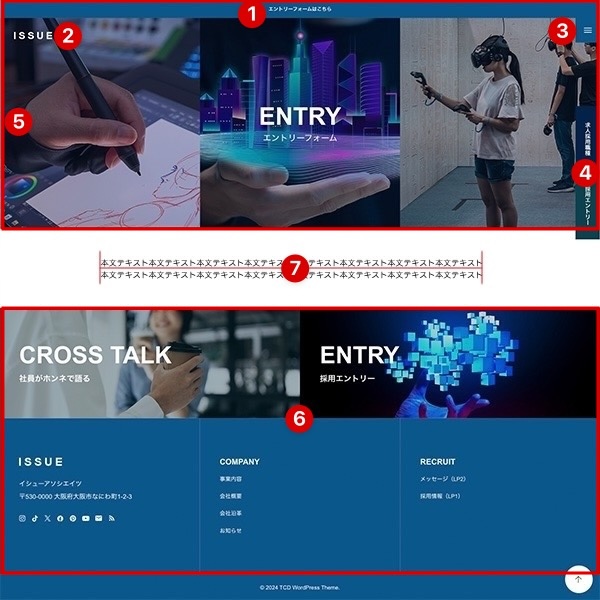 1
エントリーフォームはこちら
ISSUE
2
3
ENTRY
エントリーフォーム
5
求人採用職種
4
採用エントリー
本文テキスト本文テキスト本文テキスト本文テキスト
本文テキスト本文テキスト本文テキスト本文テキスト
7
テキスト本文テキスト本文テキスト本文テキスト
テキスト本文テキスト本文テキスト本文テキスト
CROSS TALK
社員がホンネで語る
ENTRY
採用エントリー
6
ISSUE
イシューアソシエイツ
〒530-0000 大阪府大阪市なにわ町1-2-3
COMPANY
事業内容
会社概要
会社沿革
お知らせ
RECRUIT
メッセージ（LP2）
採用情報（LP1）
© 2024 TCD WordPress Theme.